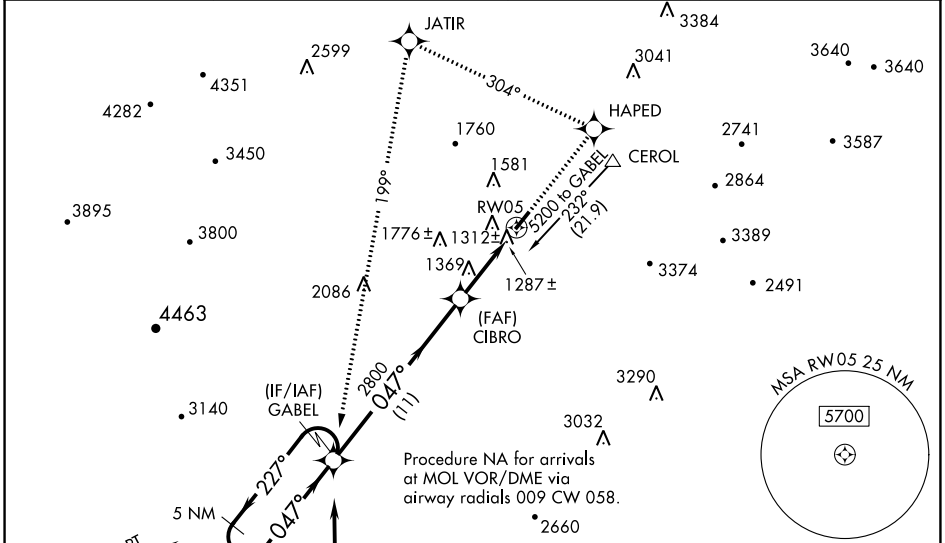 JATIR
3384
2599
3041
3640
3640
4351
4282
304°
HAPED
1760
2741
3587
3450
1581
CEROL
2864
199°
RW05
5200 to GABEL
232°
(21.9)
3895
3800
1776±
1312±
3389
1369
1287±
3374
2491
2086
4463
(FAF)
CIBRO
2800
047°
(11)
MSA RW05 25 NM
5700
3290
(IF/IAF)
GABEL
3140
3032
227°
Procedure NA for arrivals
at MOL VOR/DME via
airway radials 009 CW 058.
047°
5 NM
2660